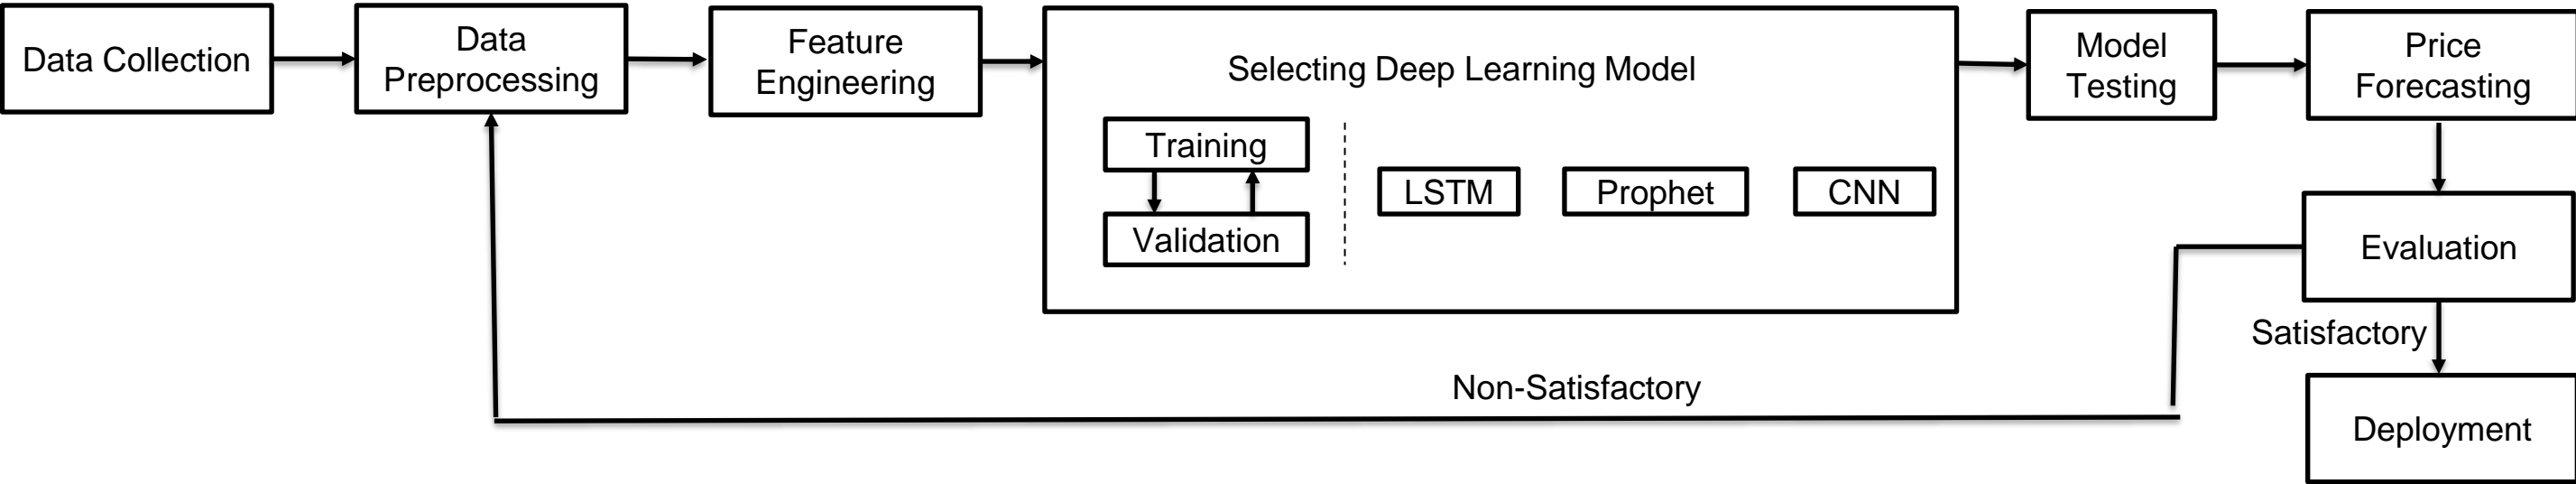 Data Collection
Data
Preprocessing
Feature
Engineering
Selecting Deep Learning Model
Training
Validation
LSTM
Prophet
CNN
Model
Testing
Price
Forecasting
Evaluation
Satisfactory
Non-Satisfactory
Deployment